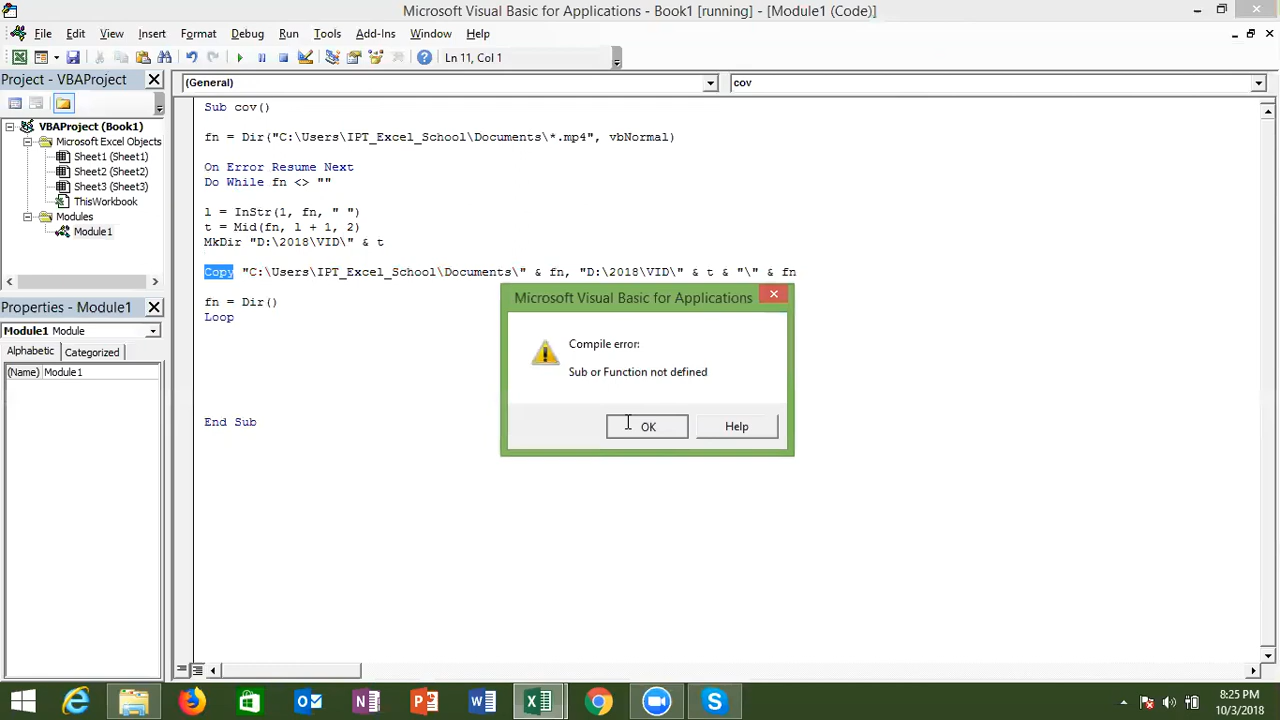 Microsoft Visual Basic for Applications - Book1 [running] - [Module1 (Code)]
File Edit View Insert Format Debug Run Tools Add-Ins Window Help
Ln 11, Col 1
Project - VBAProject
(General)
cov
VBAProject (Book1)
Microsoft Excel Objects
Sheet1 (Sheet1)
Sheet2 (Sheet2)
Sheet3 (Sheet3)
ThisWorkbook
Modules
Module1
Properties - Module1
Module1 Module
Alphabetic Categorized
(Name) Module1
Sub cov()
fn = Dir("C:\Users\IPT_Excel_School\Documents\*.mp4", vbNormal)
On Error Resume Next
Do While fn <> ""
l = InStr(1, fn, " ")
t = Mid(fn, l + 1, 2)
MkDir "D:\2018\VID\" & t
Copy "C:\Users\IPT_Excel_School\Documents\" & fn, "D:\2018\VID\" & t & "\" & fn
fn = Dir()
Loop
End Sub
Microsoft Visual Basic for Applications
Compile error:
Sub or Function not defined
OK
Help
8:25 PM
10/3/2018